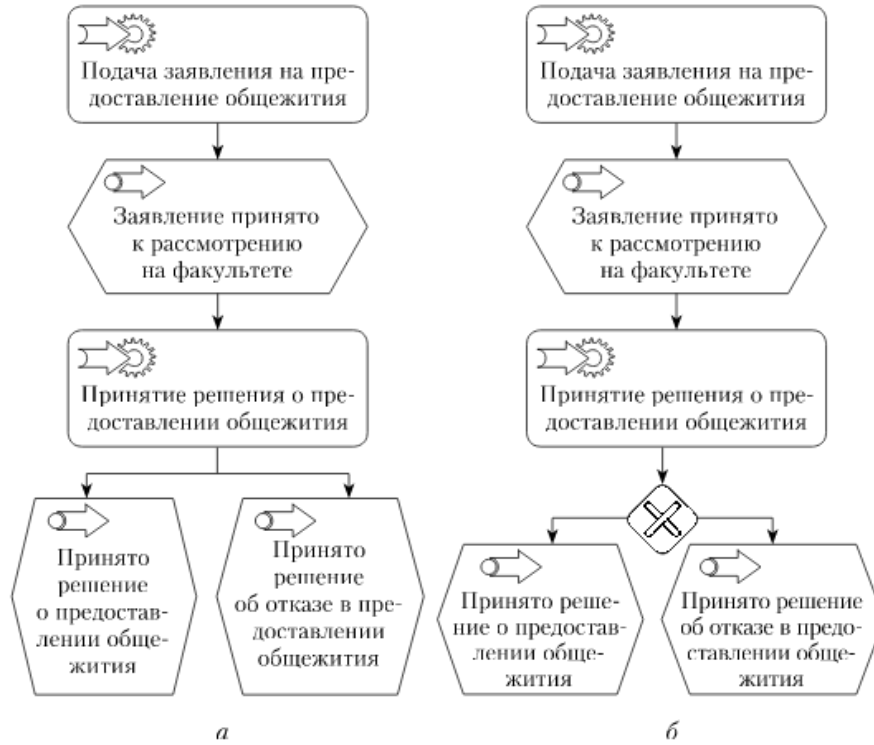 Подача заявления на пре-
доставление общежития
Заявление принято
к рассмотрению
на факультете
Принятие решения о пре-
доставлении общежития
Принято
решение
о предостав-
лении обще-
жития
Принято
решение
об отказе в пре-
доставлении
общежития
а
Подача заявления на пре-
доставление общежития
Заявление принято
к рассмотрению
на факультете
Принятие решения о пре-
доставлении общежития
Принято реше-
ние о предостав-
лении обще-
жития
Принято решение
об отказе в предо-
ставлении обще-
жития
б